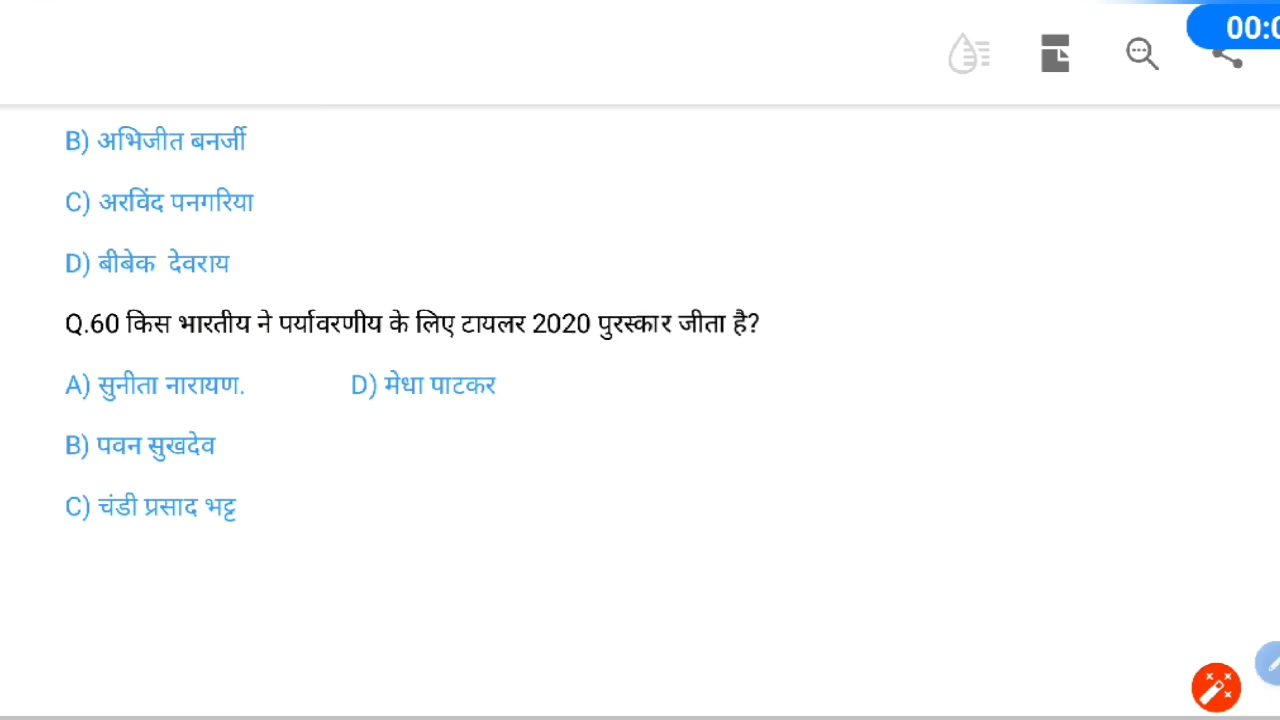 00:0
B) अभिजीत बनर्जी
C) अरविंद पनगरिया
D) बीबेक देवराय
Q.60 किस भारतीय ने पर्यावरणीय के लिए टायलर 2020 पुरस्कार जीता है?
A) सुनीता नारायण. D) मेधा पाटकर
B) पवन सुखदेव
C) चंडी प्रसाद भट्ट